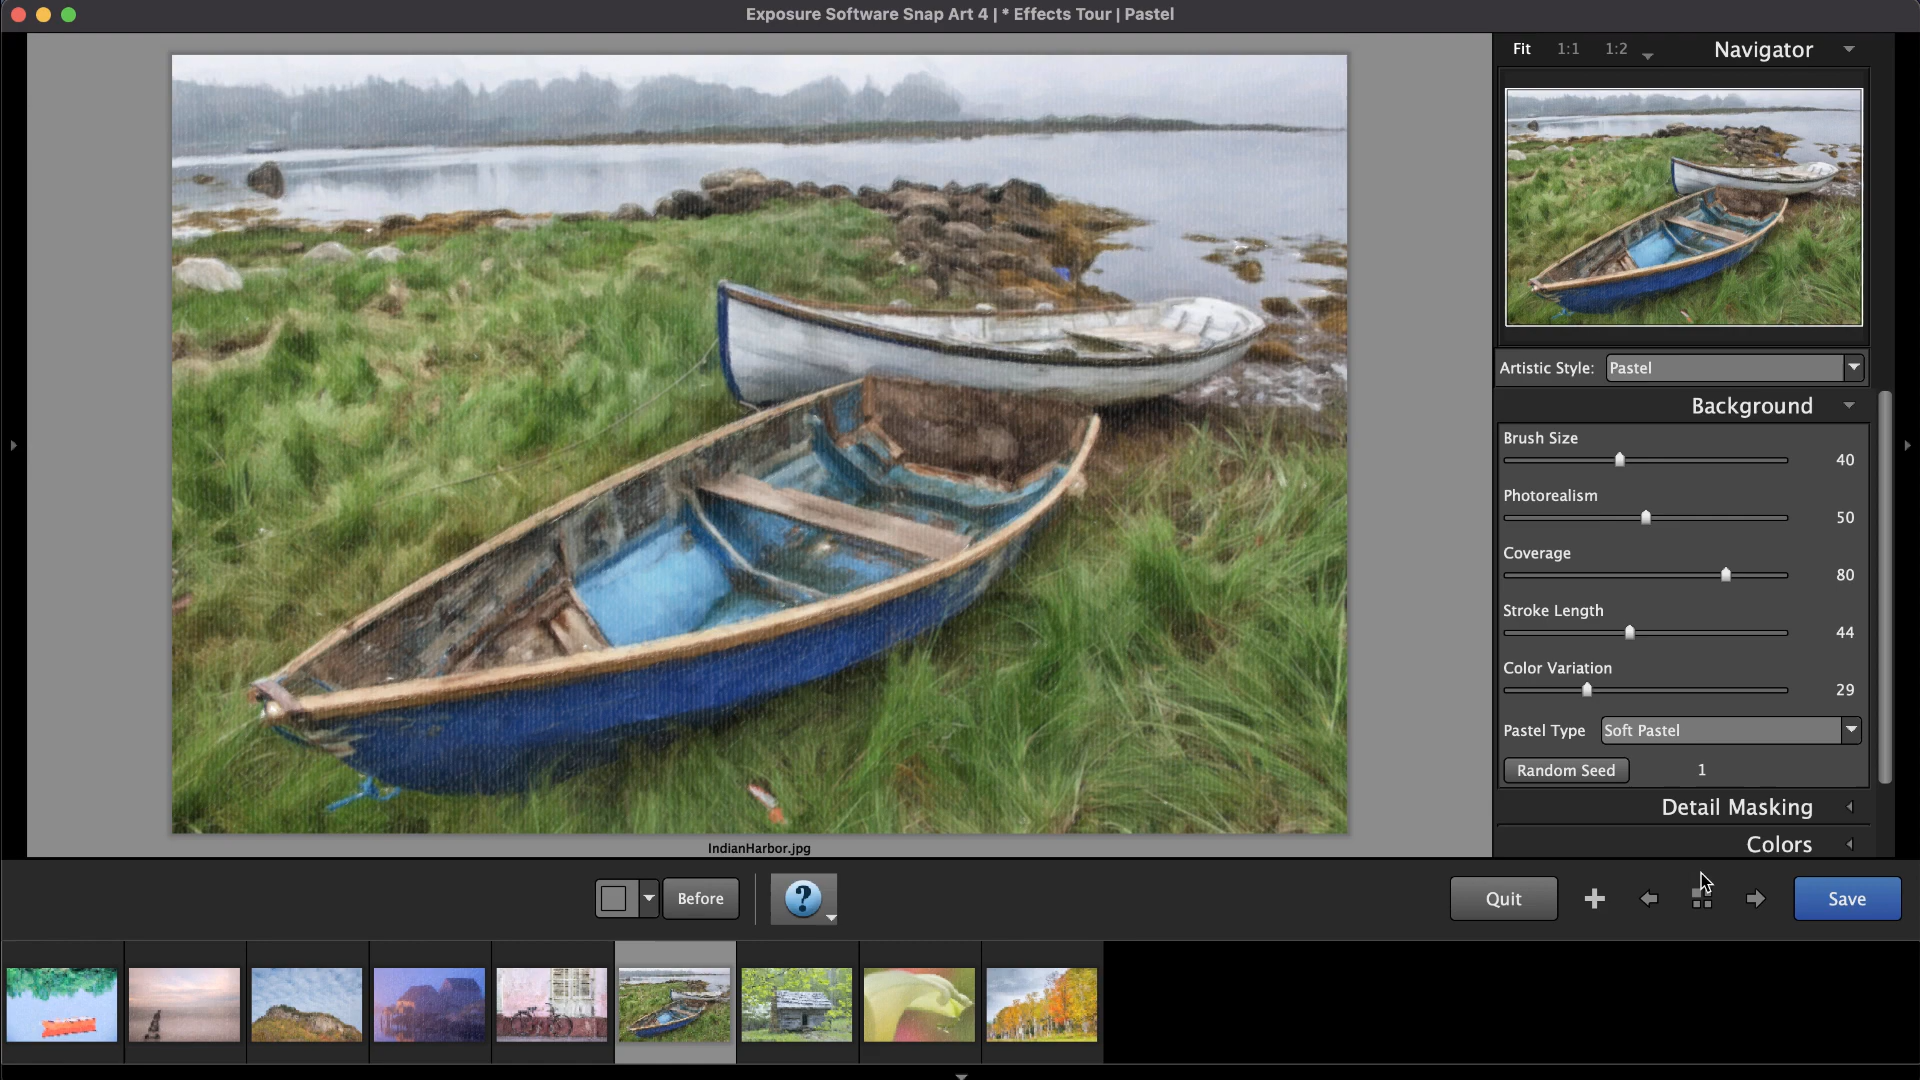 Exposure Software Snap Art 4 | * Effects Tour | Pastel
Fit 1:1 1:2 Navigator
Artistic Style: Pastel
Background
Brush Size
40
Photorealism
50
Coverage
80
Stroke Length
44
Color Variation
29
Pastel Type Soft Pastel
Random Seed 1
Detail Masking
Colors
IndianHarbor.jpg
Before ? Quit Save